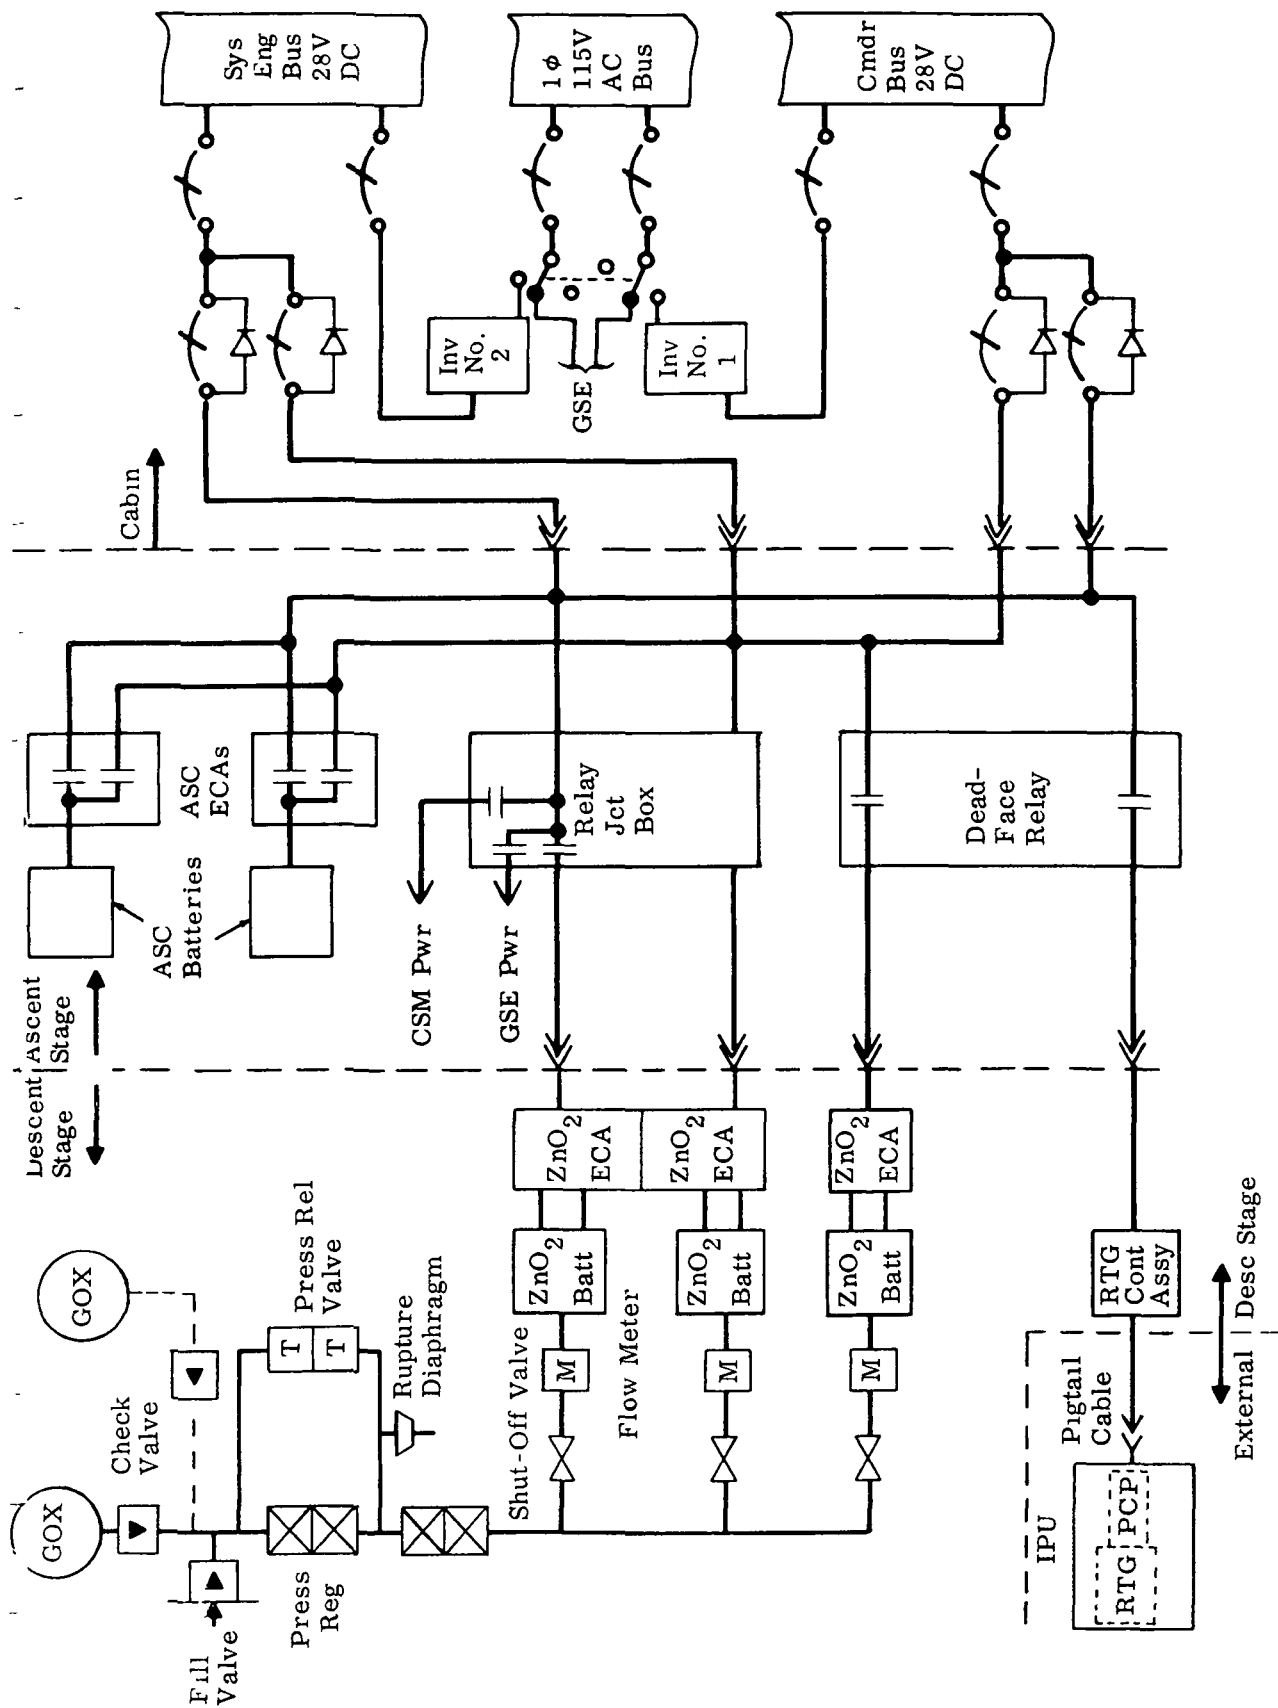 Sys
Eng
Bus
28V
DC
1ϕ
115V
AC
Bus
Cmdr
Bus
28V
DC
Inv
No.
2
GSE
Inv
No.
1
Cabin
ASC
ECAs
Relay
Jct
Box
Dead-
Face
Relay
ASC
Batteries
CSM Pwr
GSE Pwr
Ascent
Stage
Descent
Stage
ZnO2
ECA
ZnO2
ECA
ZnO2
ECA
ZnO2
Batt
ZnO2
Batt
ZnO2
Batt
RTG
Cont
Assy
Desc Stage
External
GOX
Press Rel
Valve
T
T
Rupture
Diaphragm
Shut-Off Valve
Flow Meter
M
M
M
Pigtail
Cable
Check
Valve
GOX
Press
Reg
Fill
Valve
IPU
RTG
PCP